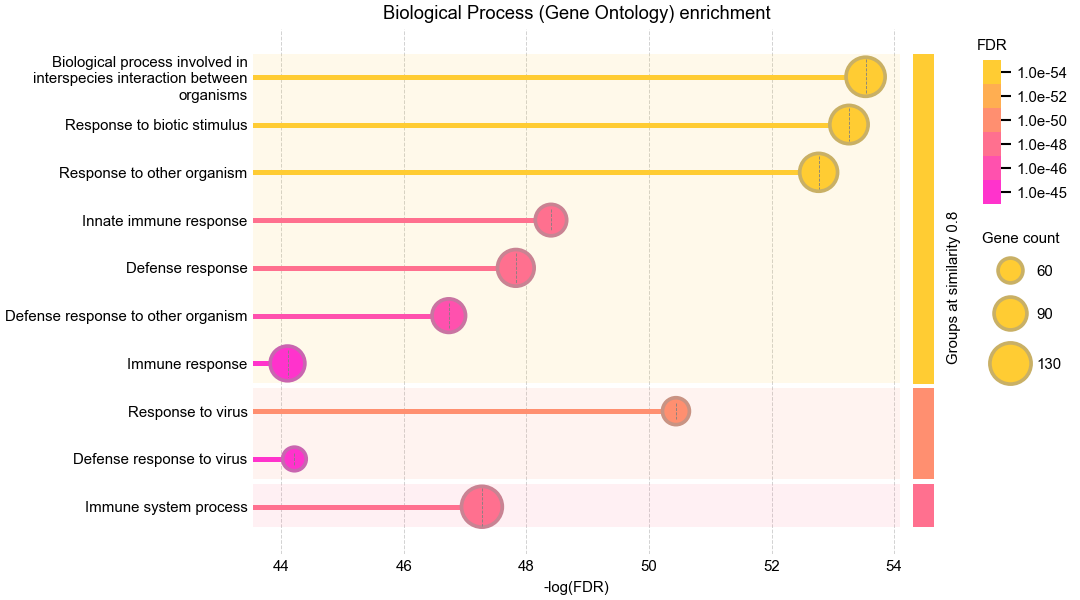 Biological Process (Gene Ontology) enrichment
Biological process involved in
interspecies interaction between
organisms
Response to biotic stimulus
Response to other organism
Innate immune response
Defense response
Defense response to other organism
Immune response
Response to virus
Defense response to virus
Immune system process
44 46 48 50 52 54
-log(FDR)
Groups at similarity 0.8
FDR
1.0e-54
1.0e-52
1.0e-50
1.0e-48
1.0e-46
1.0e-45
Gene count
60
90
130